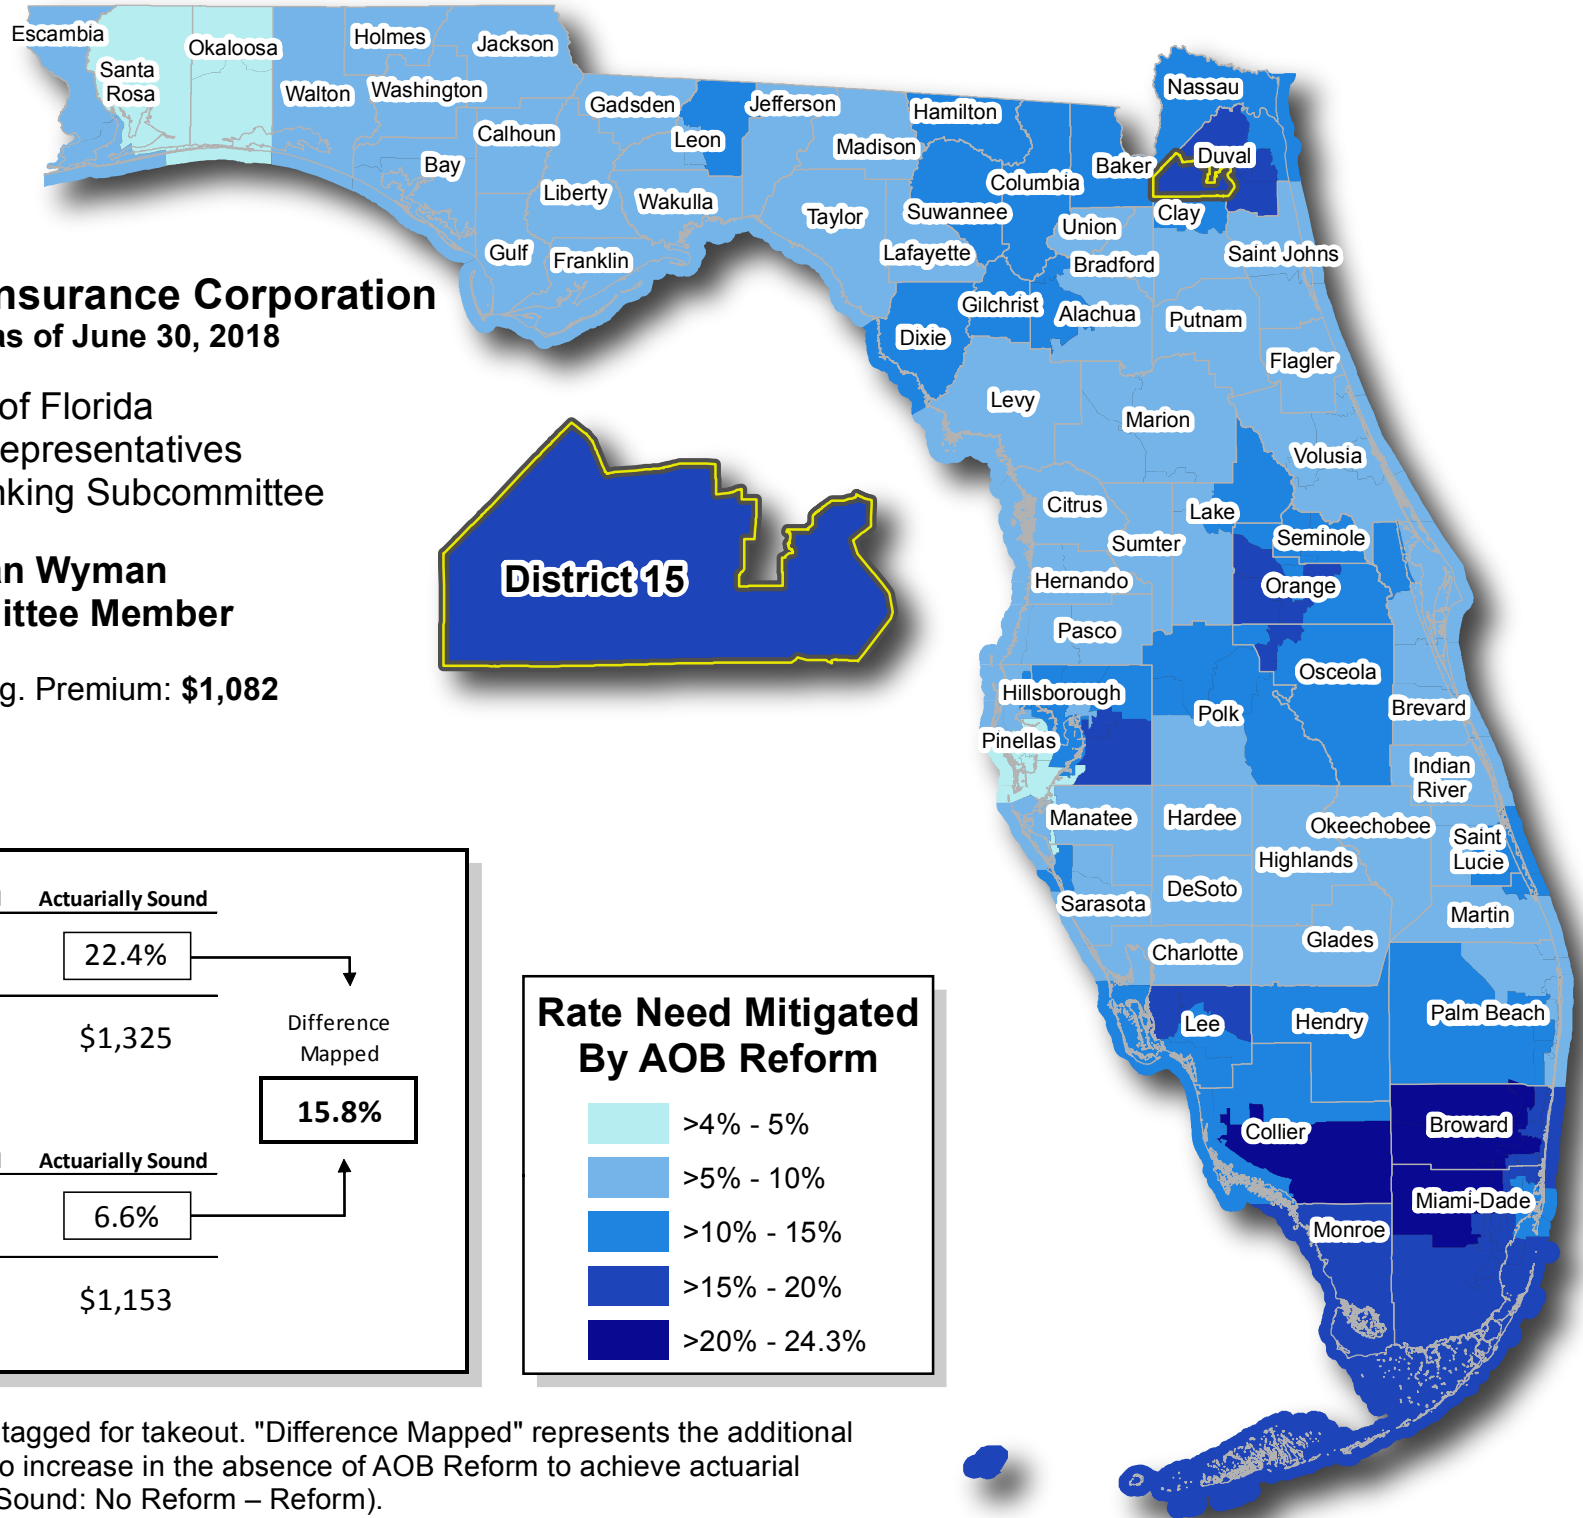 Escambia
Santa
Rosa
Okaloosa
Holmes
Jackson
Walton
Washington
Gadsden
Jefferson
Hamilton
Nassau
Calhoun
Leon
Madison
Baker
Duval
Bay
Liberty
Wakulla
Columbia
Taylor
Suwannee
Union
Clay
Gulf
Franklin
Lafayette
Bradford
Saint Johns
Gilchrist
Alachua
Putnam
Dixie
Flagler
Levy
Marion
Volusia
Citrus
Lake
Sumter
Seminole
Hernando
Orange
Pasco
Osceola
Hillsborough
Polk
Brevard
Pinellas
Indian
River
Manatee
Hardee
Okeechobee
Saint
Lucie
Highlands
DeSoto
Sarasota
Martin
Glades
Charlotte
Lee
Hendry
Palm Beach
Collier
Broward
Miami-Dade
Monroe
nsurance Corporation
as of June 30, 2018
of Florida
epresentatives
nking Subcommittee
an Wyman
ittee Member
g. Premium: $1,082
District 15
Actuarially Sound
22.4%
$1,325
Difference
Mapped
15.8%
Actuarially Sound
6.6%
$1,153
Rate Need Mitigated
By AOB Reform
>4% - 5%
>5% - 10%
>10% - 15%
>15% - 20%
>20% - 24.3%
tagged for takeout. "Difference Mapped" represents the additional
o increase in the absence of AOB Reform to achieve actuarial
Sound: No Reform – Reform).